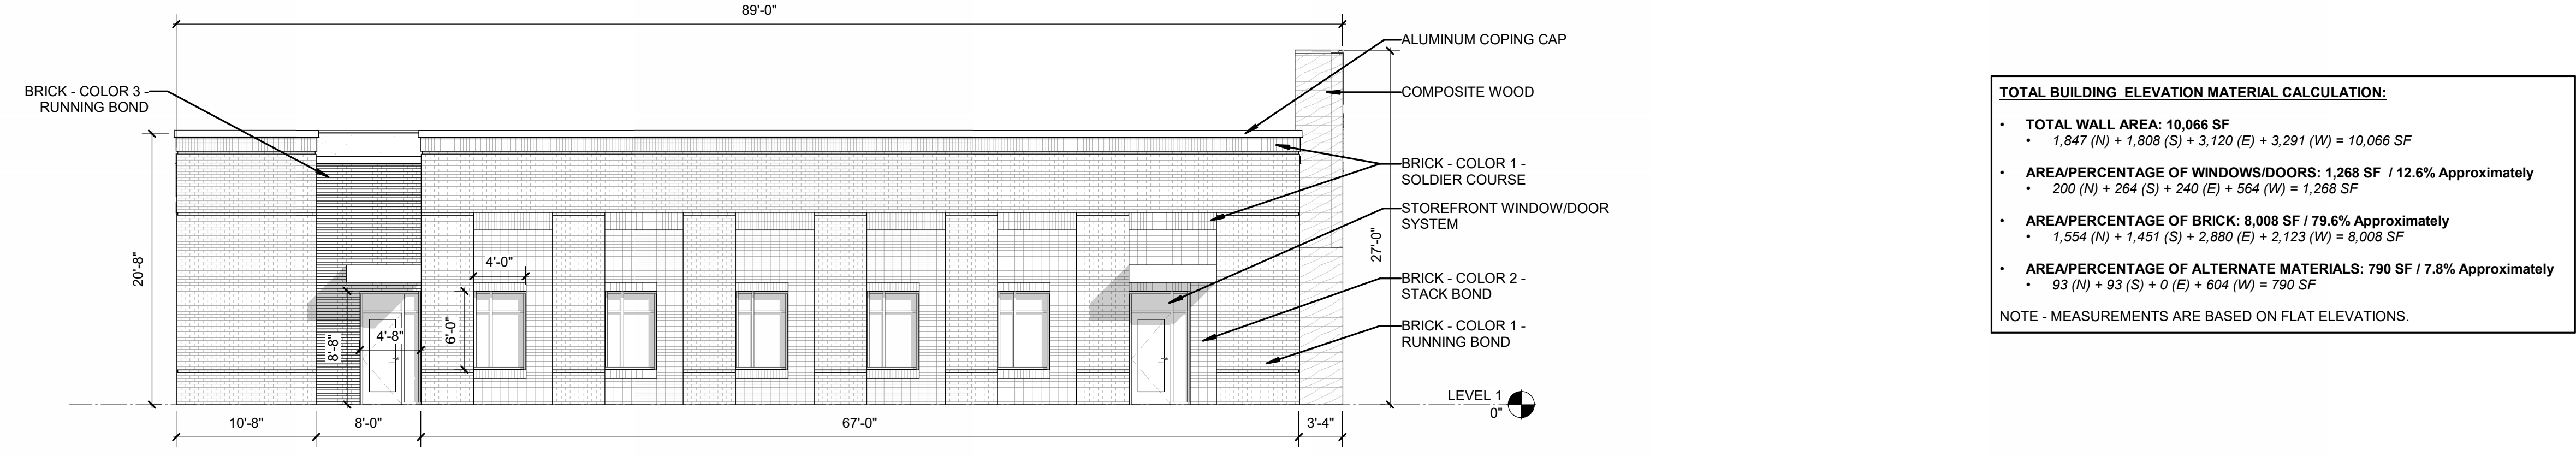 89'-0"
ALUMINUM COPING CAP
COMPOSITE WOOD
BRICK - COLOR 3 -
RUNNING BOND
BRICK - COLOR 1 -
SOLDIER COURSE
STOREFRONT WINDOW/DOOR
SYSTEM
20'-8"
27'-0"
4'-0"
BRICK - COLOR 2 -
STACK BOND
6'-0"
8'-8"
4'-8"
BRICK - COLOR 1 -
RUNNING BOND
LEVEL 1
0"
10'-8"
8'-0"
67'-0"
3'-4"
TOTAL BUILDING ELEVATION MATERIAL CALCULATION:
• TOTAL WALL AREA: 10,066 SF
• 1,847 (N) + 1,808 (S) + 3,120 (E) + 3,291 (W) = 10,066 SF
• AREA/PERCENTAGE OF WINDOWS/DOORS: 1,268 SF / 12.6% Approximately
• 200 (N) + 264 (S) + 240 (E) + 564 (W) = 1,268 SF
• AREA/PERCENTAGE OF BRICK: 8,008 SF / 79.6% Approximately
• 1,554 (N) + 1,451 (S) + 2,880 (E) + 2,123 (W) = 8,008 SF
• AREA/PERCENTAGE OF ALTERNATE MATERIALS: 790 SF / 7.8% Approximately
• 93 (N) + 93 (S) + 0 (E) + 604 (W) = 790 SF
NOTE - MEASUREMENTS ARE BASED ON FLAT ELEVATIONS.